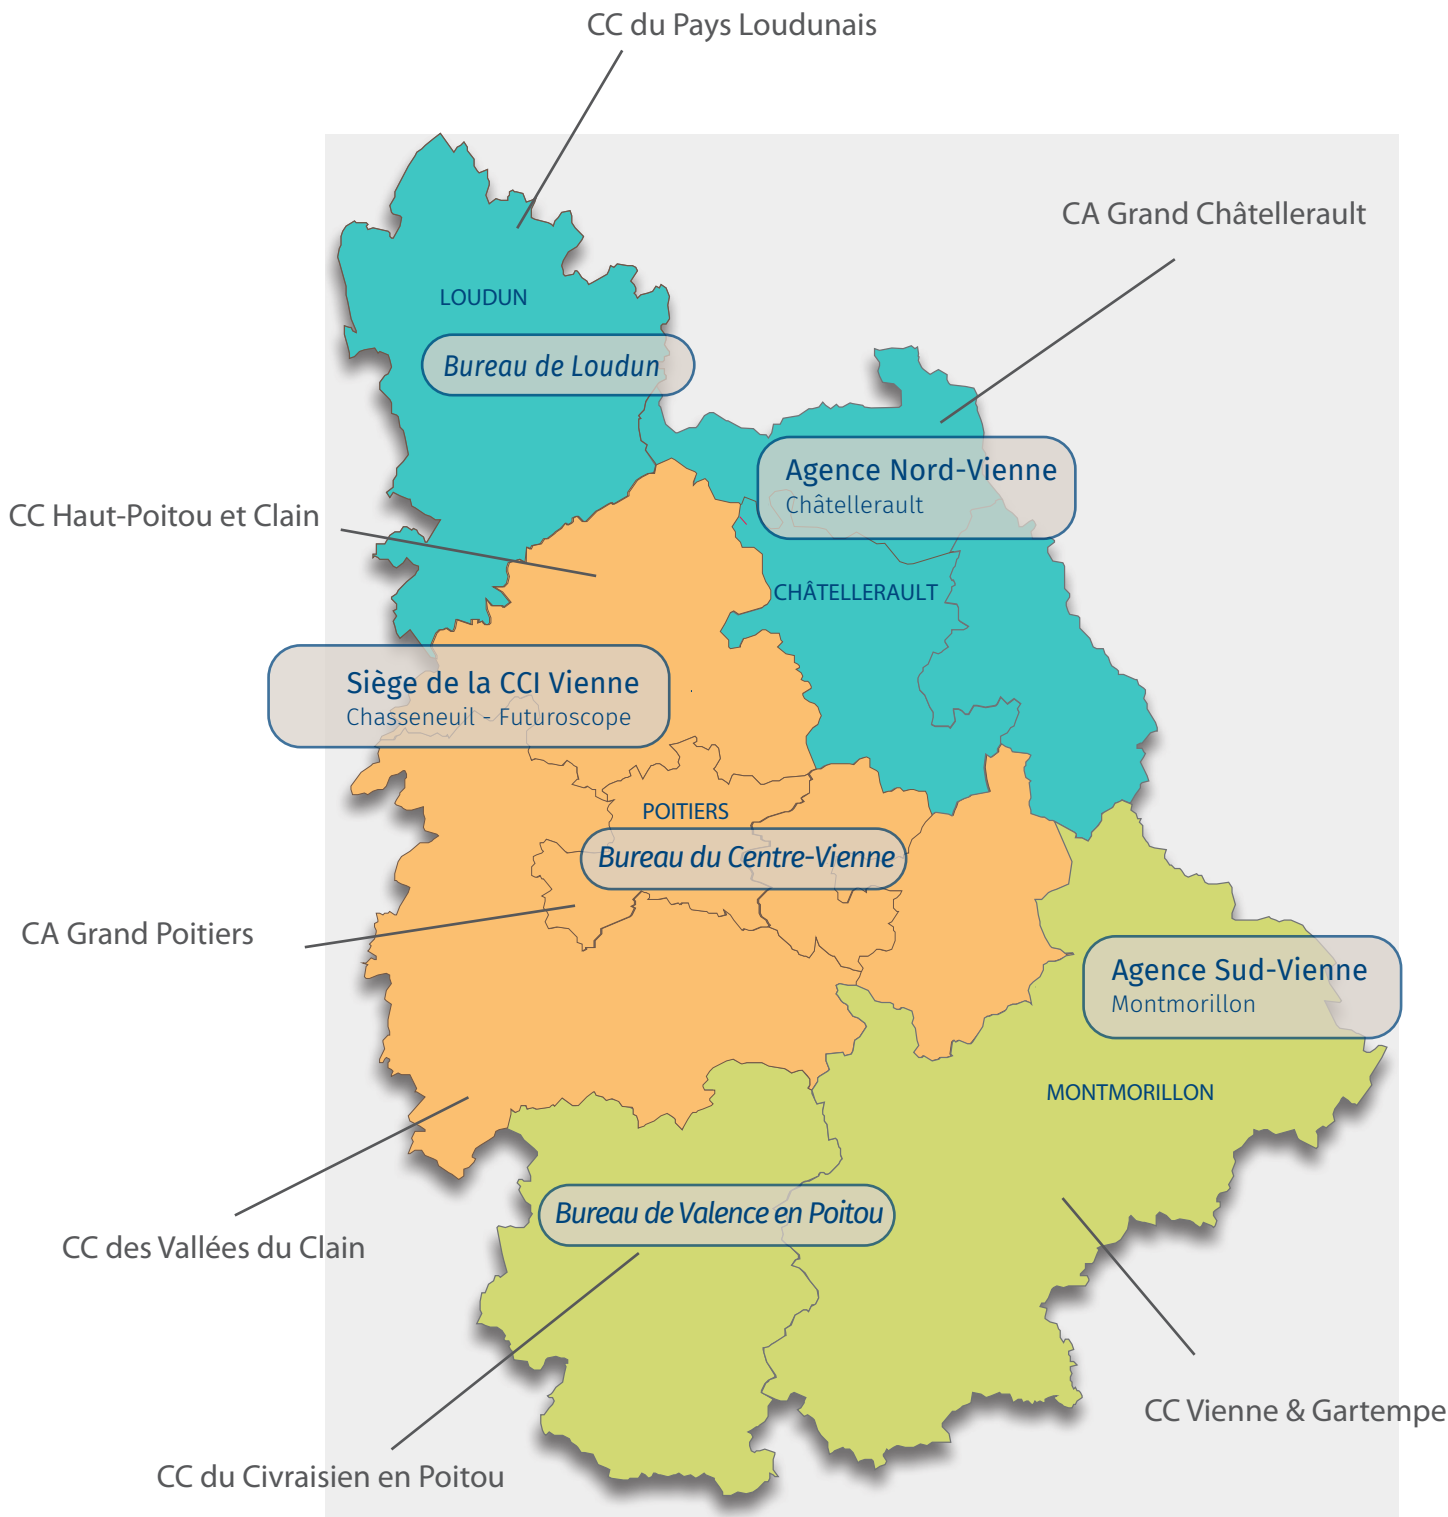 CC du Pays Loudunais
CA Grand Châtellerault
LOUDUN
Bureau de Loudun
Agence Nord-Vienne
Châtellerault
CC Haut-Poitou et Clain
CHÂTELLERAULT
Siège de la CCI Vienne
Chasseneuil - Futuroscope
POITIERS
Bureau du Centre-Vienne
CA Grand Poitiers
Agence Sud-Vienne
Montmorillon
MONTMORILLON
Bureau de Valence en Poitou
CC des Vallées du Clain
CC Vienne & Gartempe
CC du Civraisien en Poitou